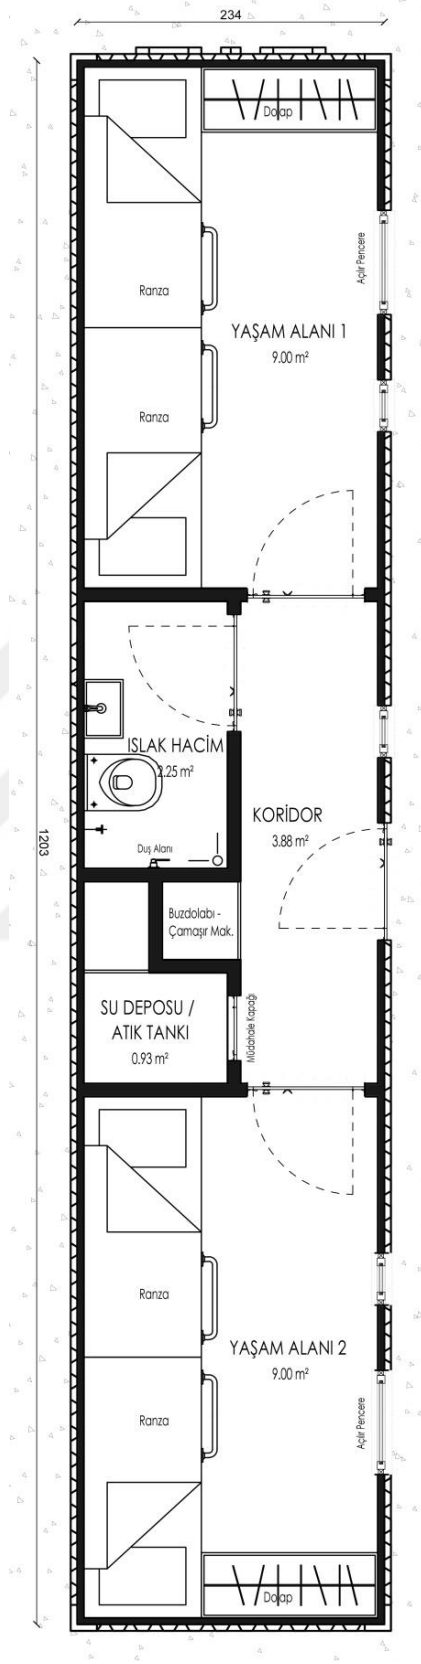 234
Dolap
Açılır Pencere
Ranza
YAŞAM ALANI 1
9.00 m²
Ranza
ISLAK HACİM
2.25 m²
KORİDOR
3.88 m²
Duş Alanı
1203
Buzdolabı -
Çamaşır Mak.
SU DEPOSU /
ATIK TANKI
0.93 m²
Müdahale Kapağı
Ranza
YAŞAM ALANI 2
9.00 m²
Ranza
Açılır Pencere
Dolap